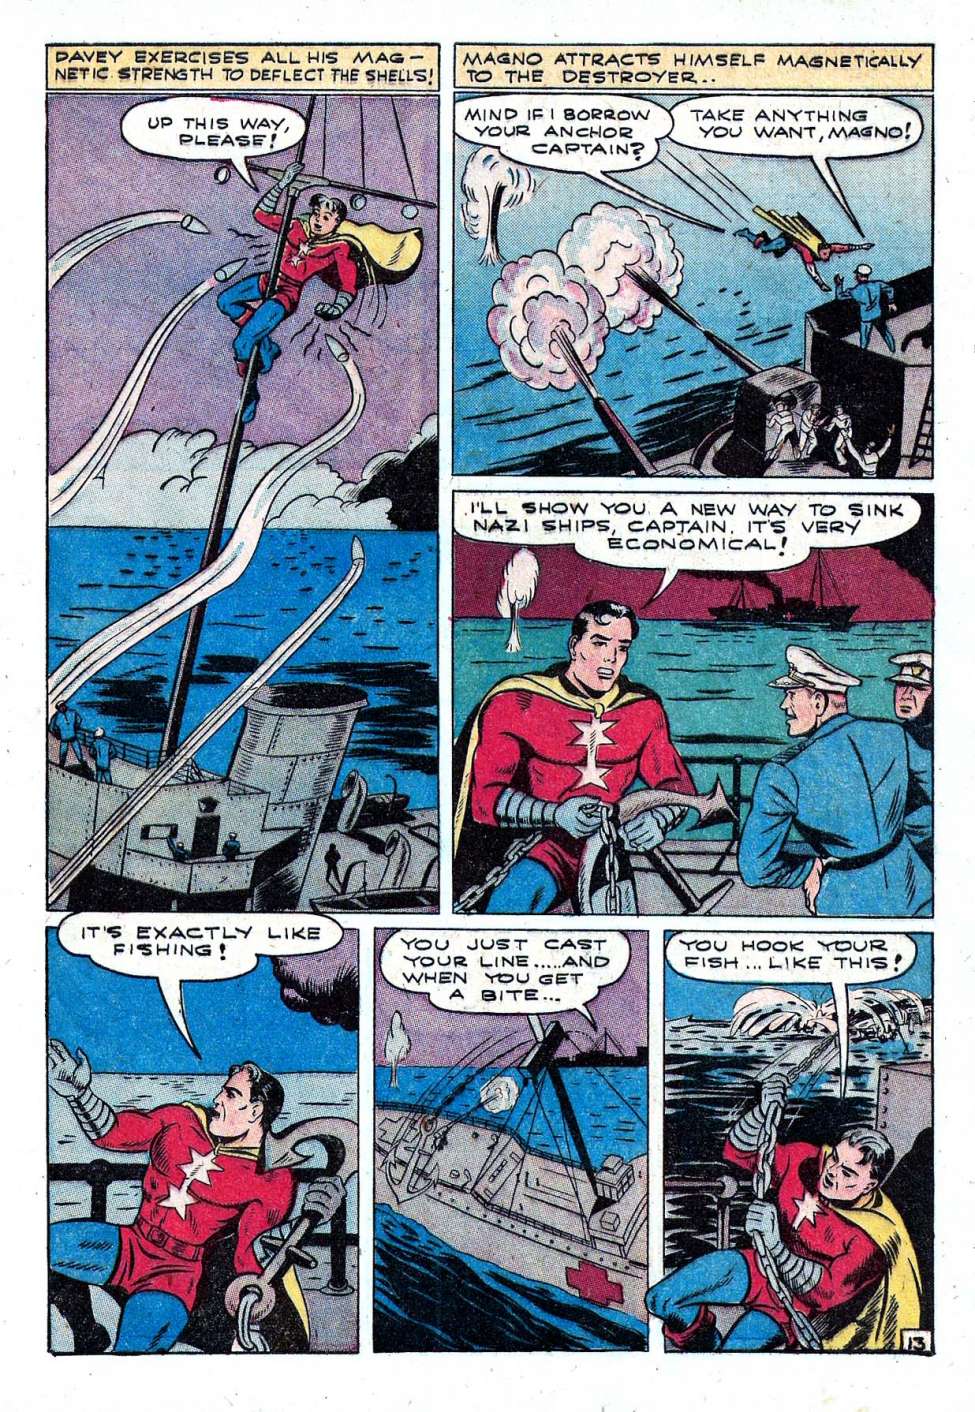 DAVEY EXERCISES ALL HIS MAG-
NETIC STRENGTH TO DEFLECT THE SHELLS!
UP THIS WAY,
PLEASE!
MAGNO ATTRACTS HIMSELF MAGNETICALLY
TO THE DESTROYER..
MIND IF I BORROW
YOUR ANCHOR
CAPTAIN?
TAKE ANYTHING
YOU WANT, MAGNO!
I'LL SHOW YOU A NEW WAY TO SINK
NAZI SHIPS, CAPTAIN. IT'S VERY
ECONOMICAL!
IT'S EXACTLY LIKE
FISHING!
YOU JUST CAST
YOUR LINE.....AND
WHEN YOU GET
A BITE...
YOU HOOK YOUR
FISH...LIKE THIS!
13